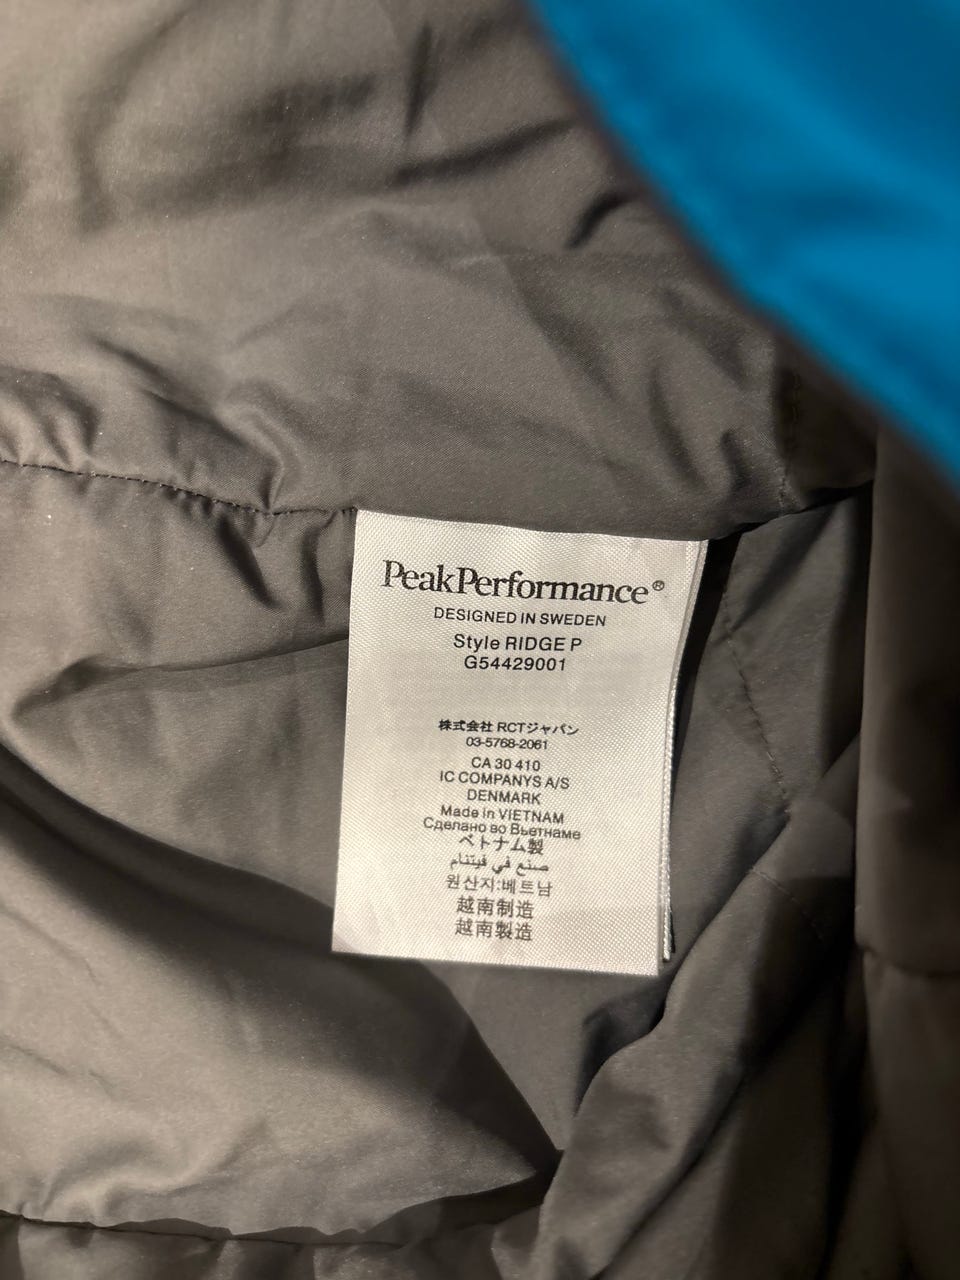 PeakPerformance®
DESIGNED IN SWEDEN
Style RIDGE P
G54429001
株式会社 RCTジャパン
03-5768-2061
CA 30 410
IC COMPANYS A/S
DENMARK
Made in VIETNAM
Сделано во Вьетнаме
ベトナム製
صنع في فيتنام
원산지:베트남
越南制造
越南製造